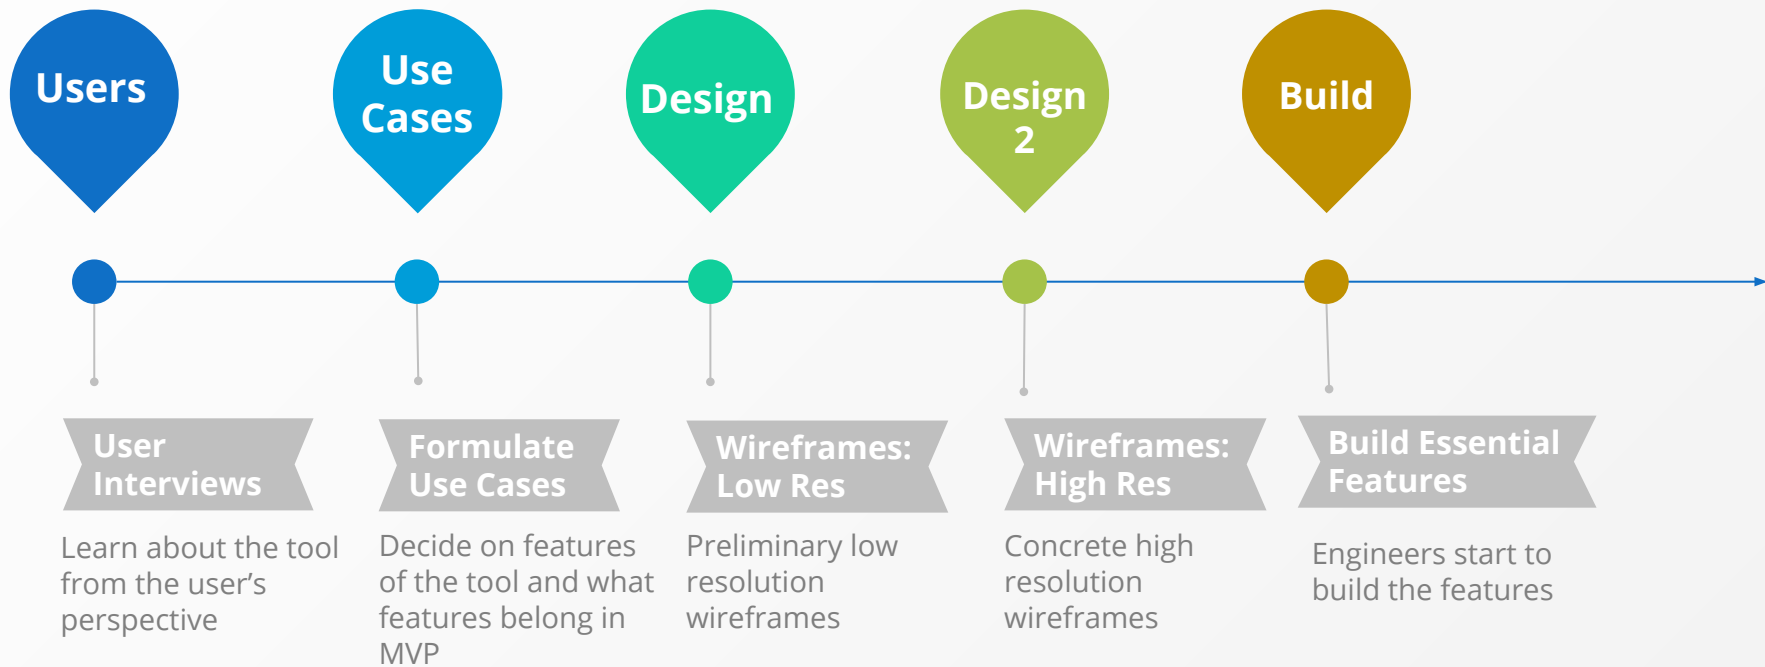 Users
Use
Cases
Design
Design
2
Build
User
Interviews
Learn about the tool
from the user’s
perspective
Formulate
Use Cases
Decide on features
of the tool and what
features belong in
MVP
Wireframes:
Low Res
Preliminary low
resolution
wireframes
Wireframes:
High Res
Concrete high
resolution
wireframes
Build Essential
Features
Engineers start to
build the features